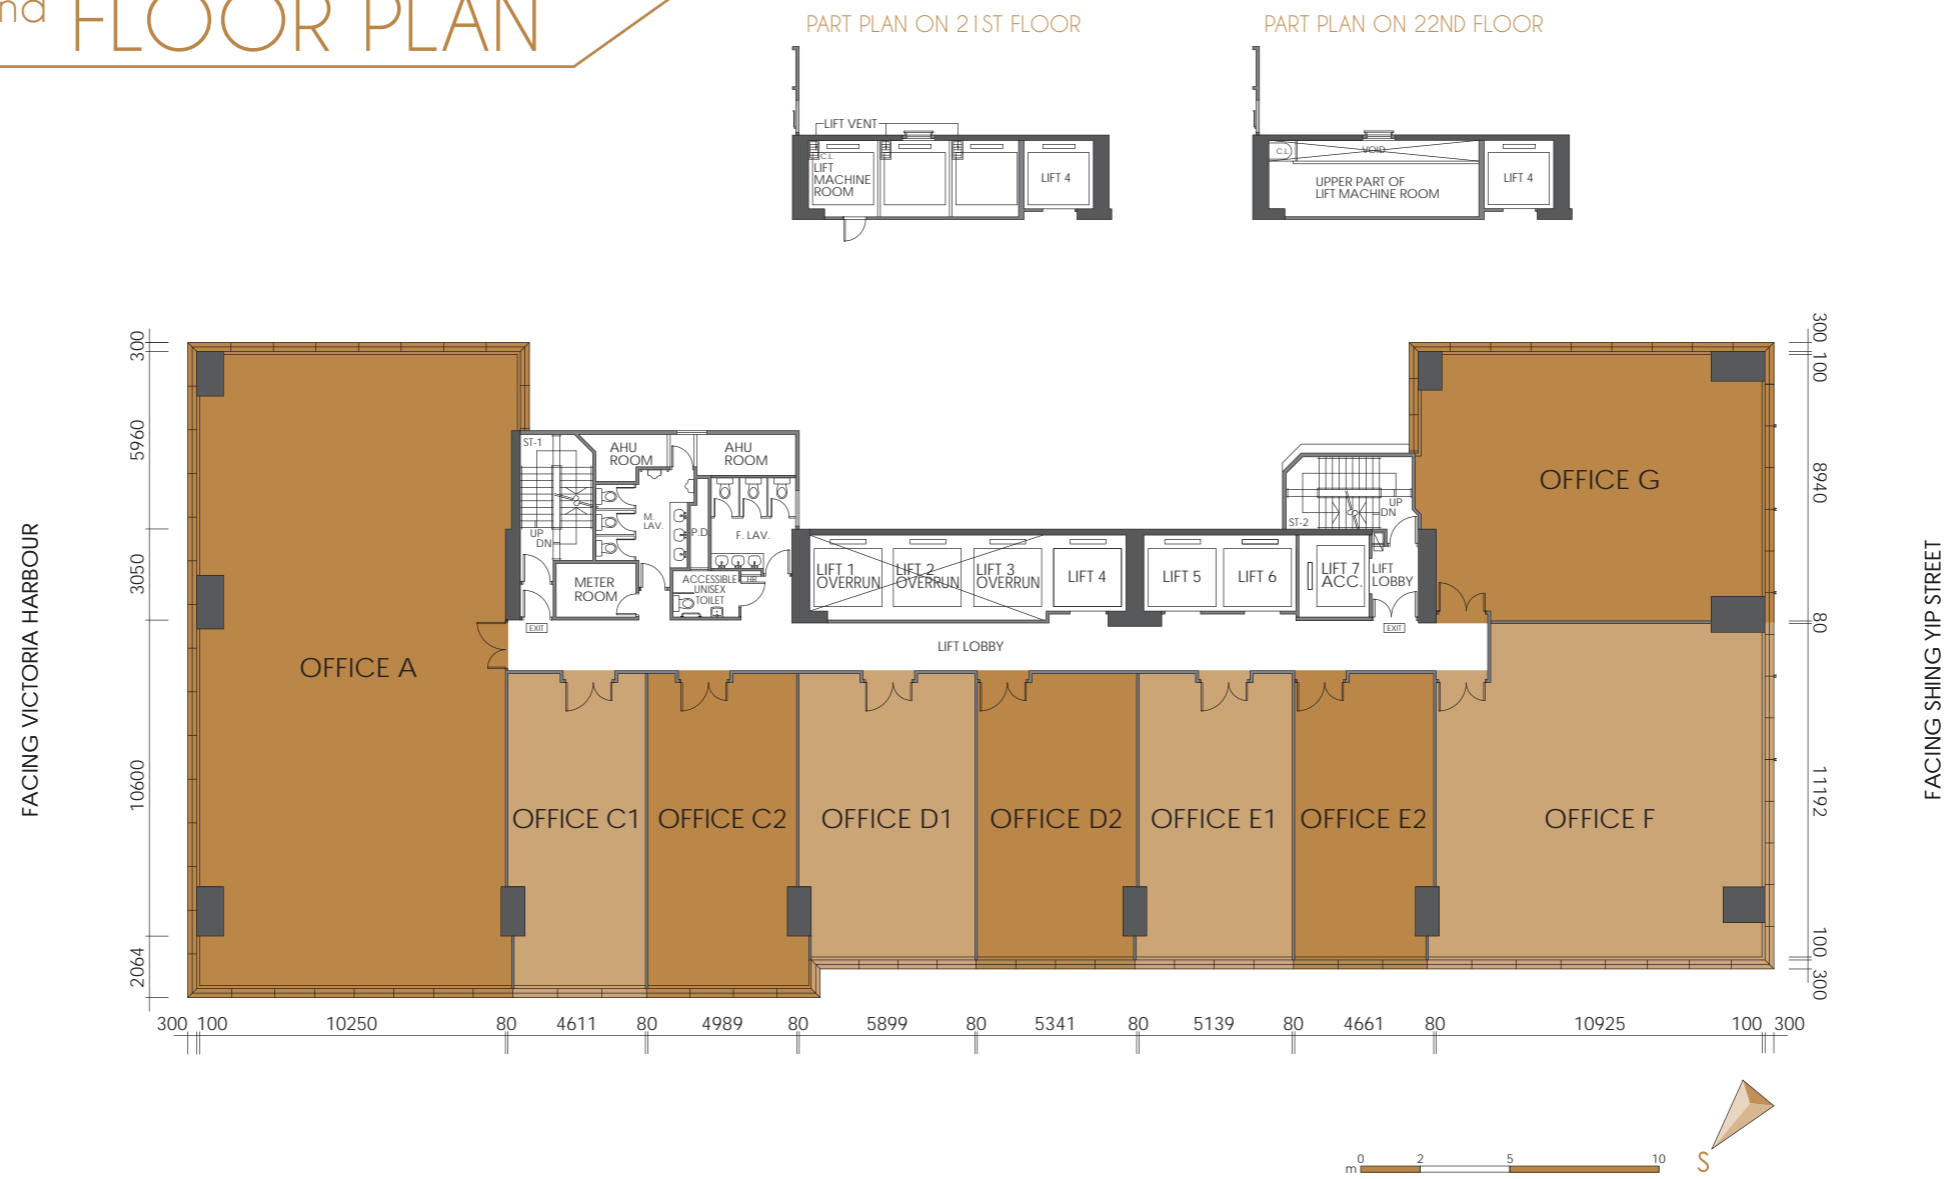 nd FLOOR PLAN
PART PLAN ON 21ST FLOOR
LIFT VENT
C.L.
LIFT
MACHINE
ROOM
LIFT 4
PART PLAN ON 22ND FLOOR
C.L.
VOID
UPPER PART OF
LIFT MACHINE ROOM
LIFT 4
FACING VICTORIA HARBOUR
300
5960
3050
10600
2064
OFFICE A
ST-1
UP
DN
AHU
ROOM
AHU
ROOM
M.
LAV.
P.D.
F. LAV.
METER
ROOM
ACCESSIBLE
UNISEX
TOILET
HR
EXIT
LIFT 1
OVERRUN
LIFT 2
OVERRUN
LIFT 3
OVERRUN
LIFT 4
LIFT 5
LIFT 6
LIFT 7
ACC.
LIFT
LOBBY
ST-2
UP
DN
EXIT
LIFT LOBBY
OFFICE G
OFFICE C1
OFFICE C2
OFFICE D1
OFFICE D2
OFFICE E1
OFFICE E2
OFFICE F
300
100
8940
80
11192
100
300
FACING SHING YIP STREET
300 100 10250 80 4611 80 4989 80 5899 80 5341 80 5139 80 4661 80 10925 100 300
m 0 2 5 10
S